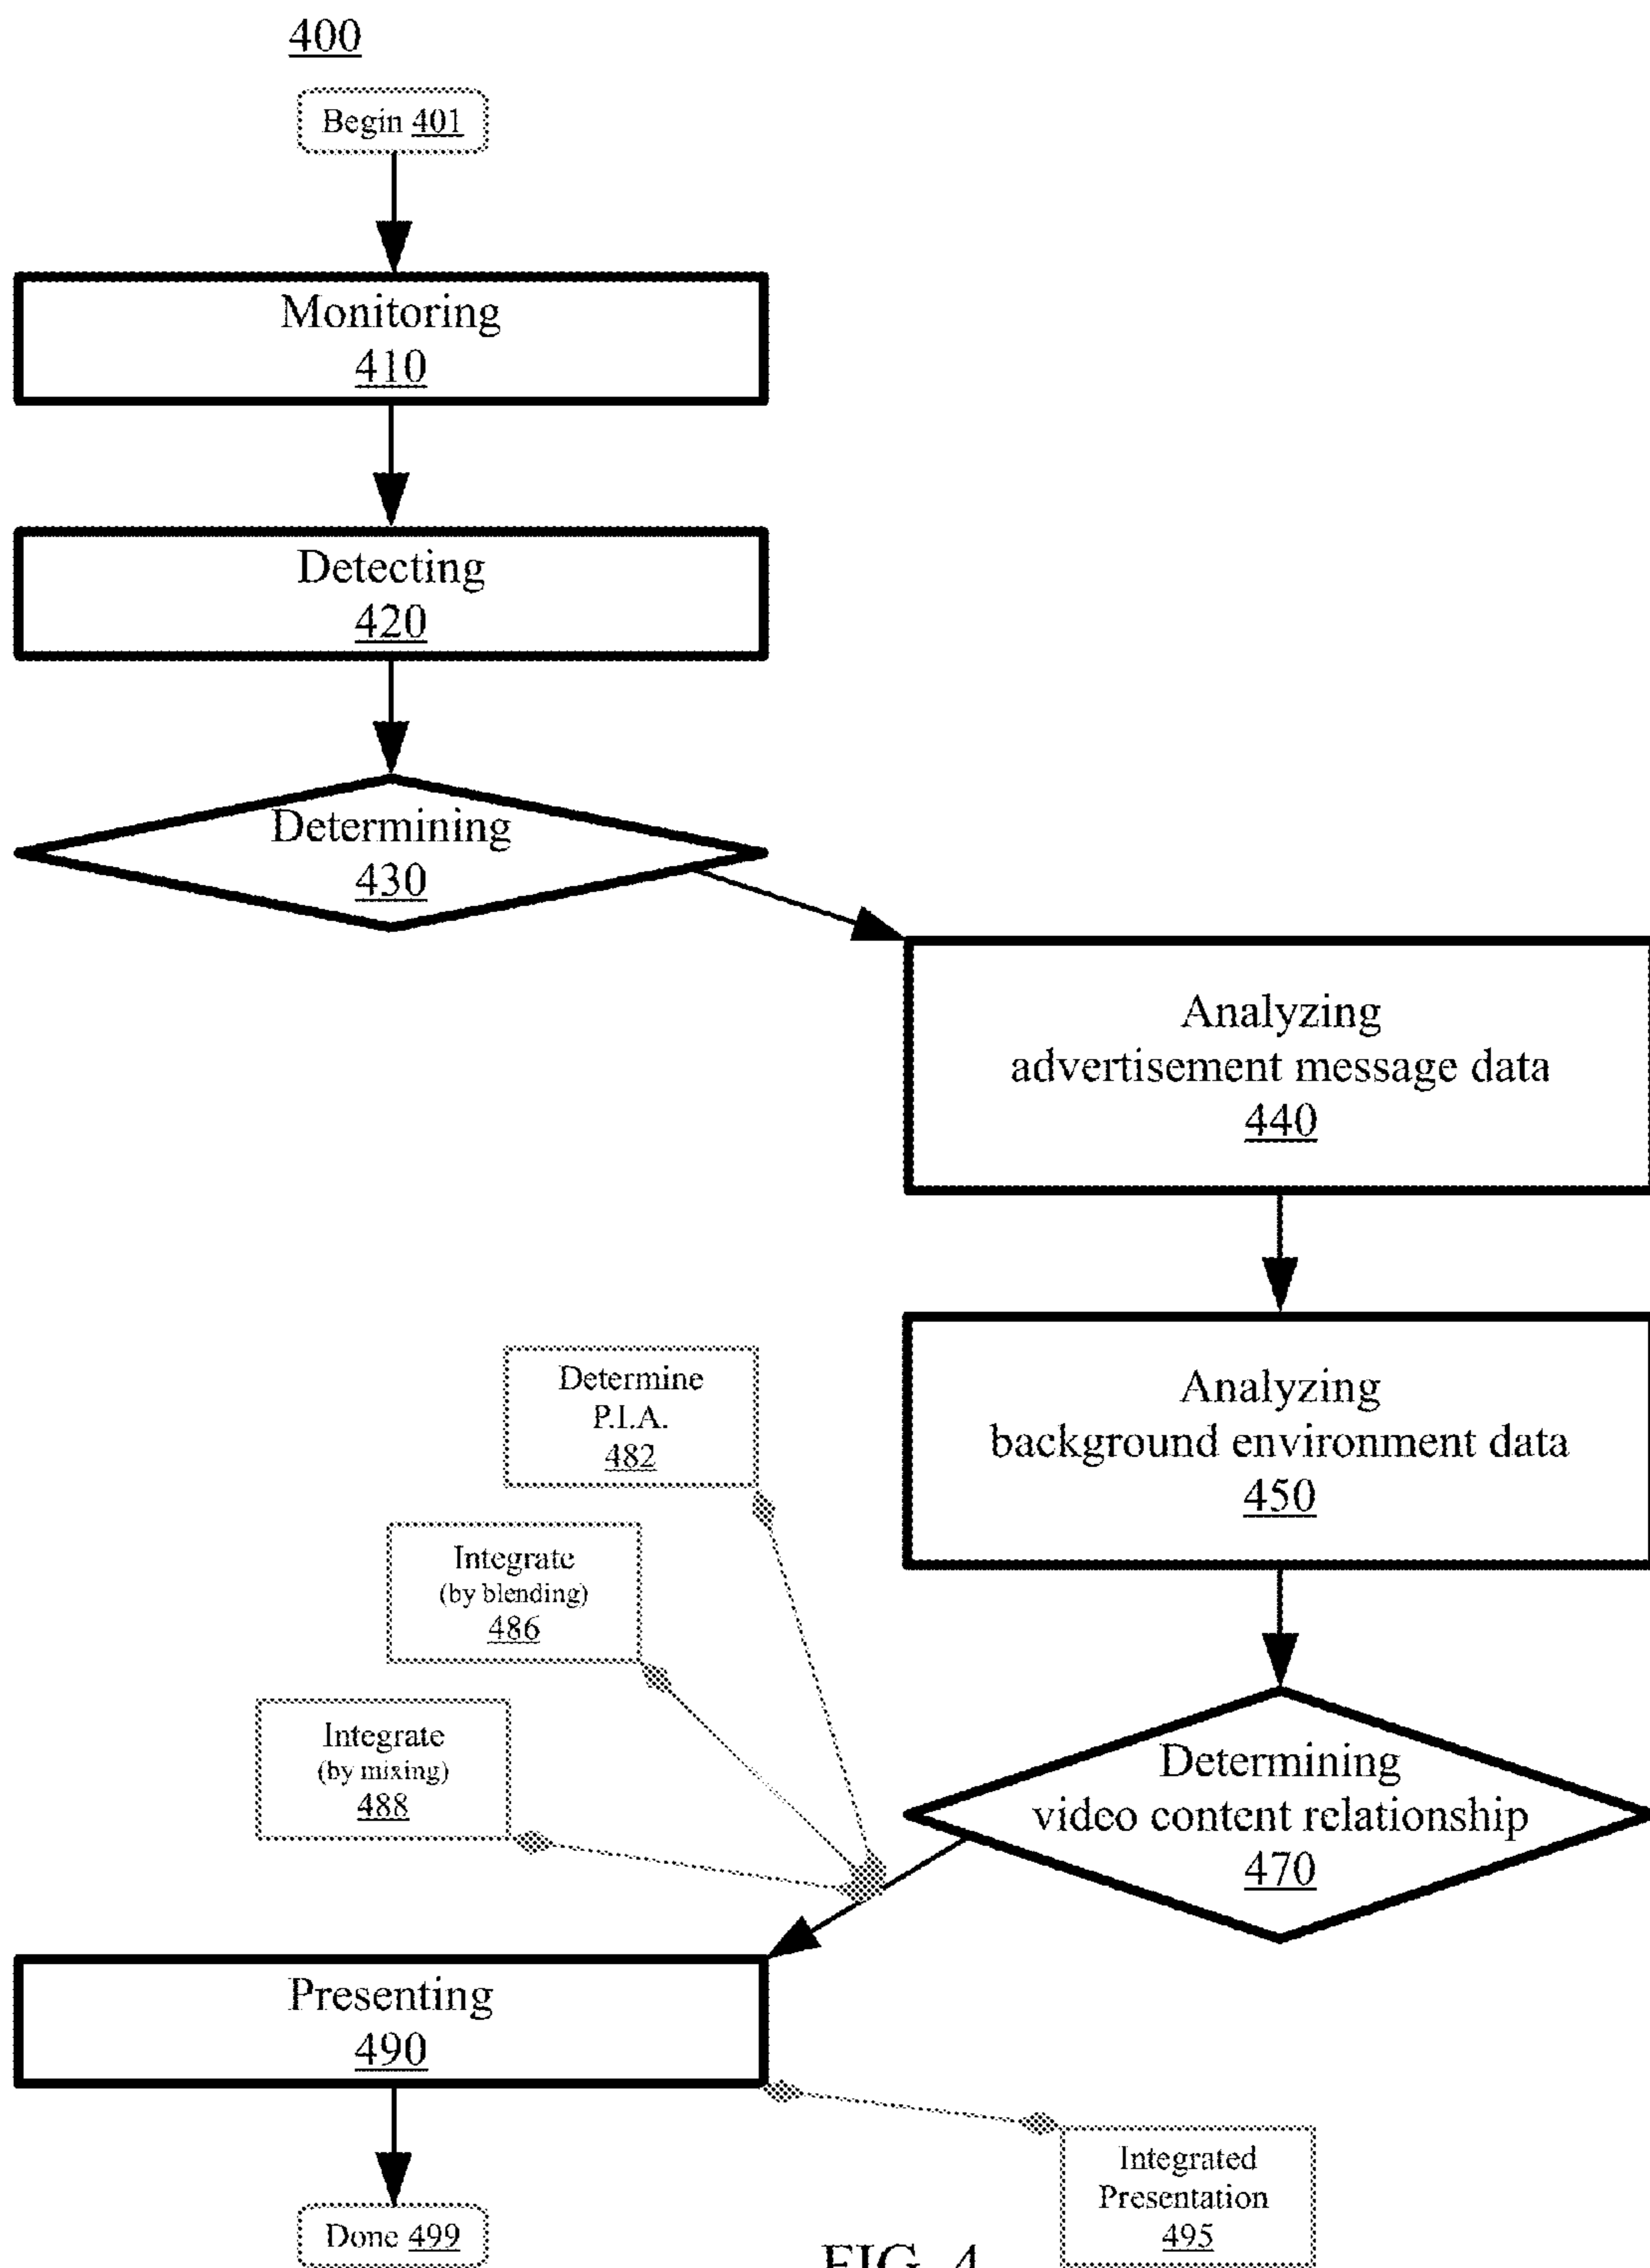 400
Begin 401
Monitoring
410
Detecting
420
Determining
430
Analyzing
advertisement message data
440
Analyzing
background environment data
450
Determine
P.I.A.
482
Integrate
(by blending)
486
Integrate
(by mixing)
488
Determining
video content relationship
470
Presenting
490
Integrated
Presentation
495
Done 499
FIG. 4